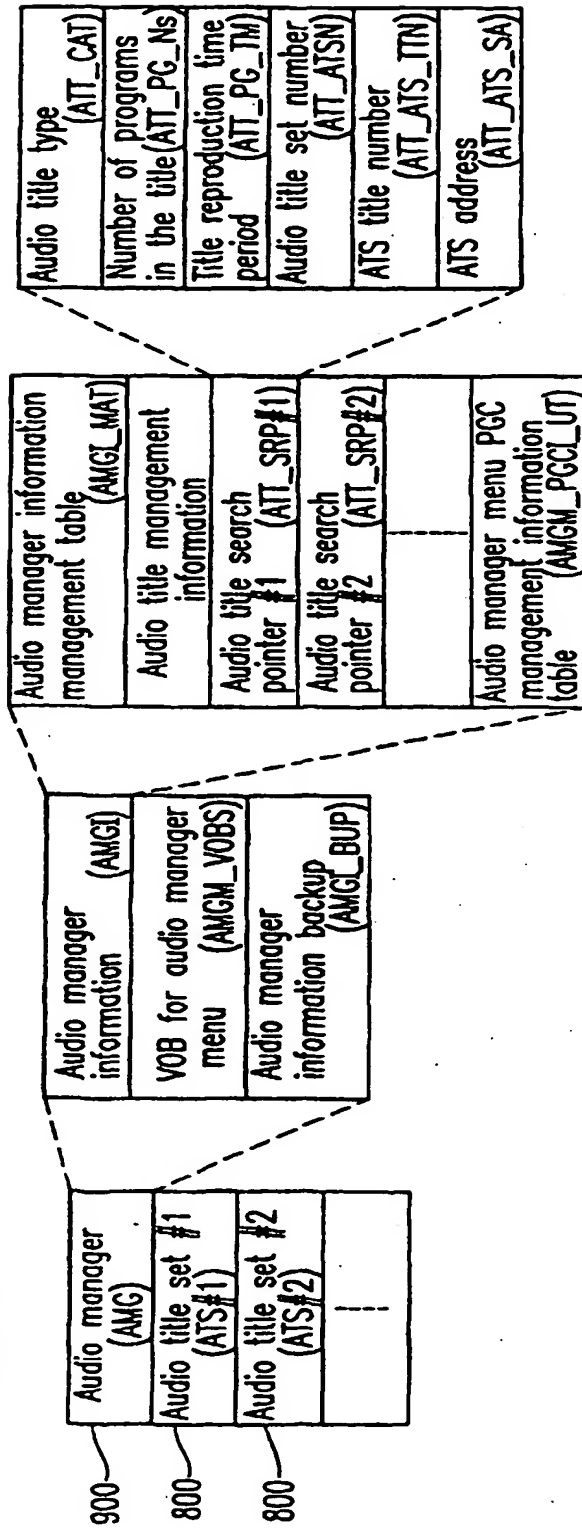 900
800
800
Audio manager
(AMG)
Audio title set #1
(ATS#1)
Audio title set #2
(ATS#2)
Audio manager
information (AMGI)
VOB for audio manager
menu (AMGM_VOBS)
Audio manager
information backup
(AMGI_BUP)
Audio manager information
management table
(AMGI_MAT)
Audio title management
information
Audio title search
pointer #1 (ATT_SRP#1)
Audio title search
pointer #2 (ATT_SRP#2)
Audio manager menu PGC
management information
table (AMGM_PGCI_UT)
Audio title type
(ATT_CAT)
Number of programs
in the title (ATT_PG_Ns)
Title reproduction time
period (ATT_PG_TM)
Audio title set number
(ATT_ATSN)
ATS title number
(ATT_ATS_TTN)
ATS address
(ATT_ATS_SA)